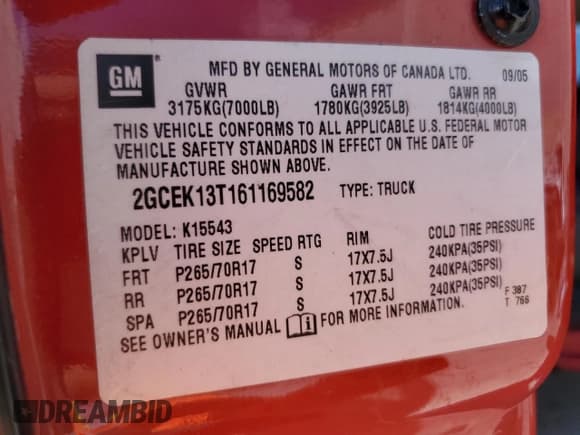 GM
MFD BY GENERAL MOTORS OF CANADA LTD. 09/05
GVWR GAWR FRT GAWR RR
3175KG(7000LB) 1780KG(3925LB) 1814KG(4000LB)
THIS VEHICLE CONFORMS TO ALL APPLICABLE U.S. FEDERAL MOTOR
VEHICLE SAFETY STANDARDS IN EFFECT ON THE DATE OF
MANUFACTURE SHOWN ABOVE.
2GCEK13T161169582 TYPE: TRUCK
MODEL: K15543
KPLV TIRE SIZE SPEED RTG RIM COLD TIRE PRESSURE
FRT P265/70R17 S 17X7.5J 240KPA(35PSI)
RR P265/70R17 S 17X7.5J 240KPA(35PSI)
SPA P265/70R17 S 17X7.5J 240KPA(35PSI)
SEE OWNER'S MANUAL i FOR MORE INFORMATION.
F 387
T 766
DREAMBID